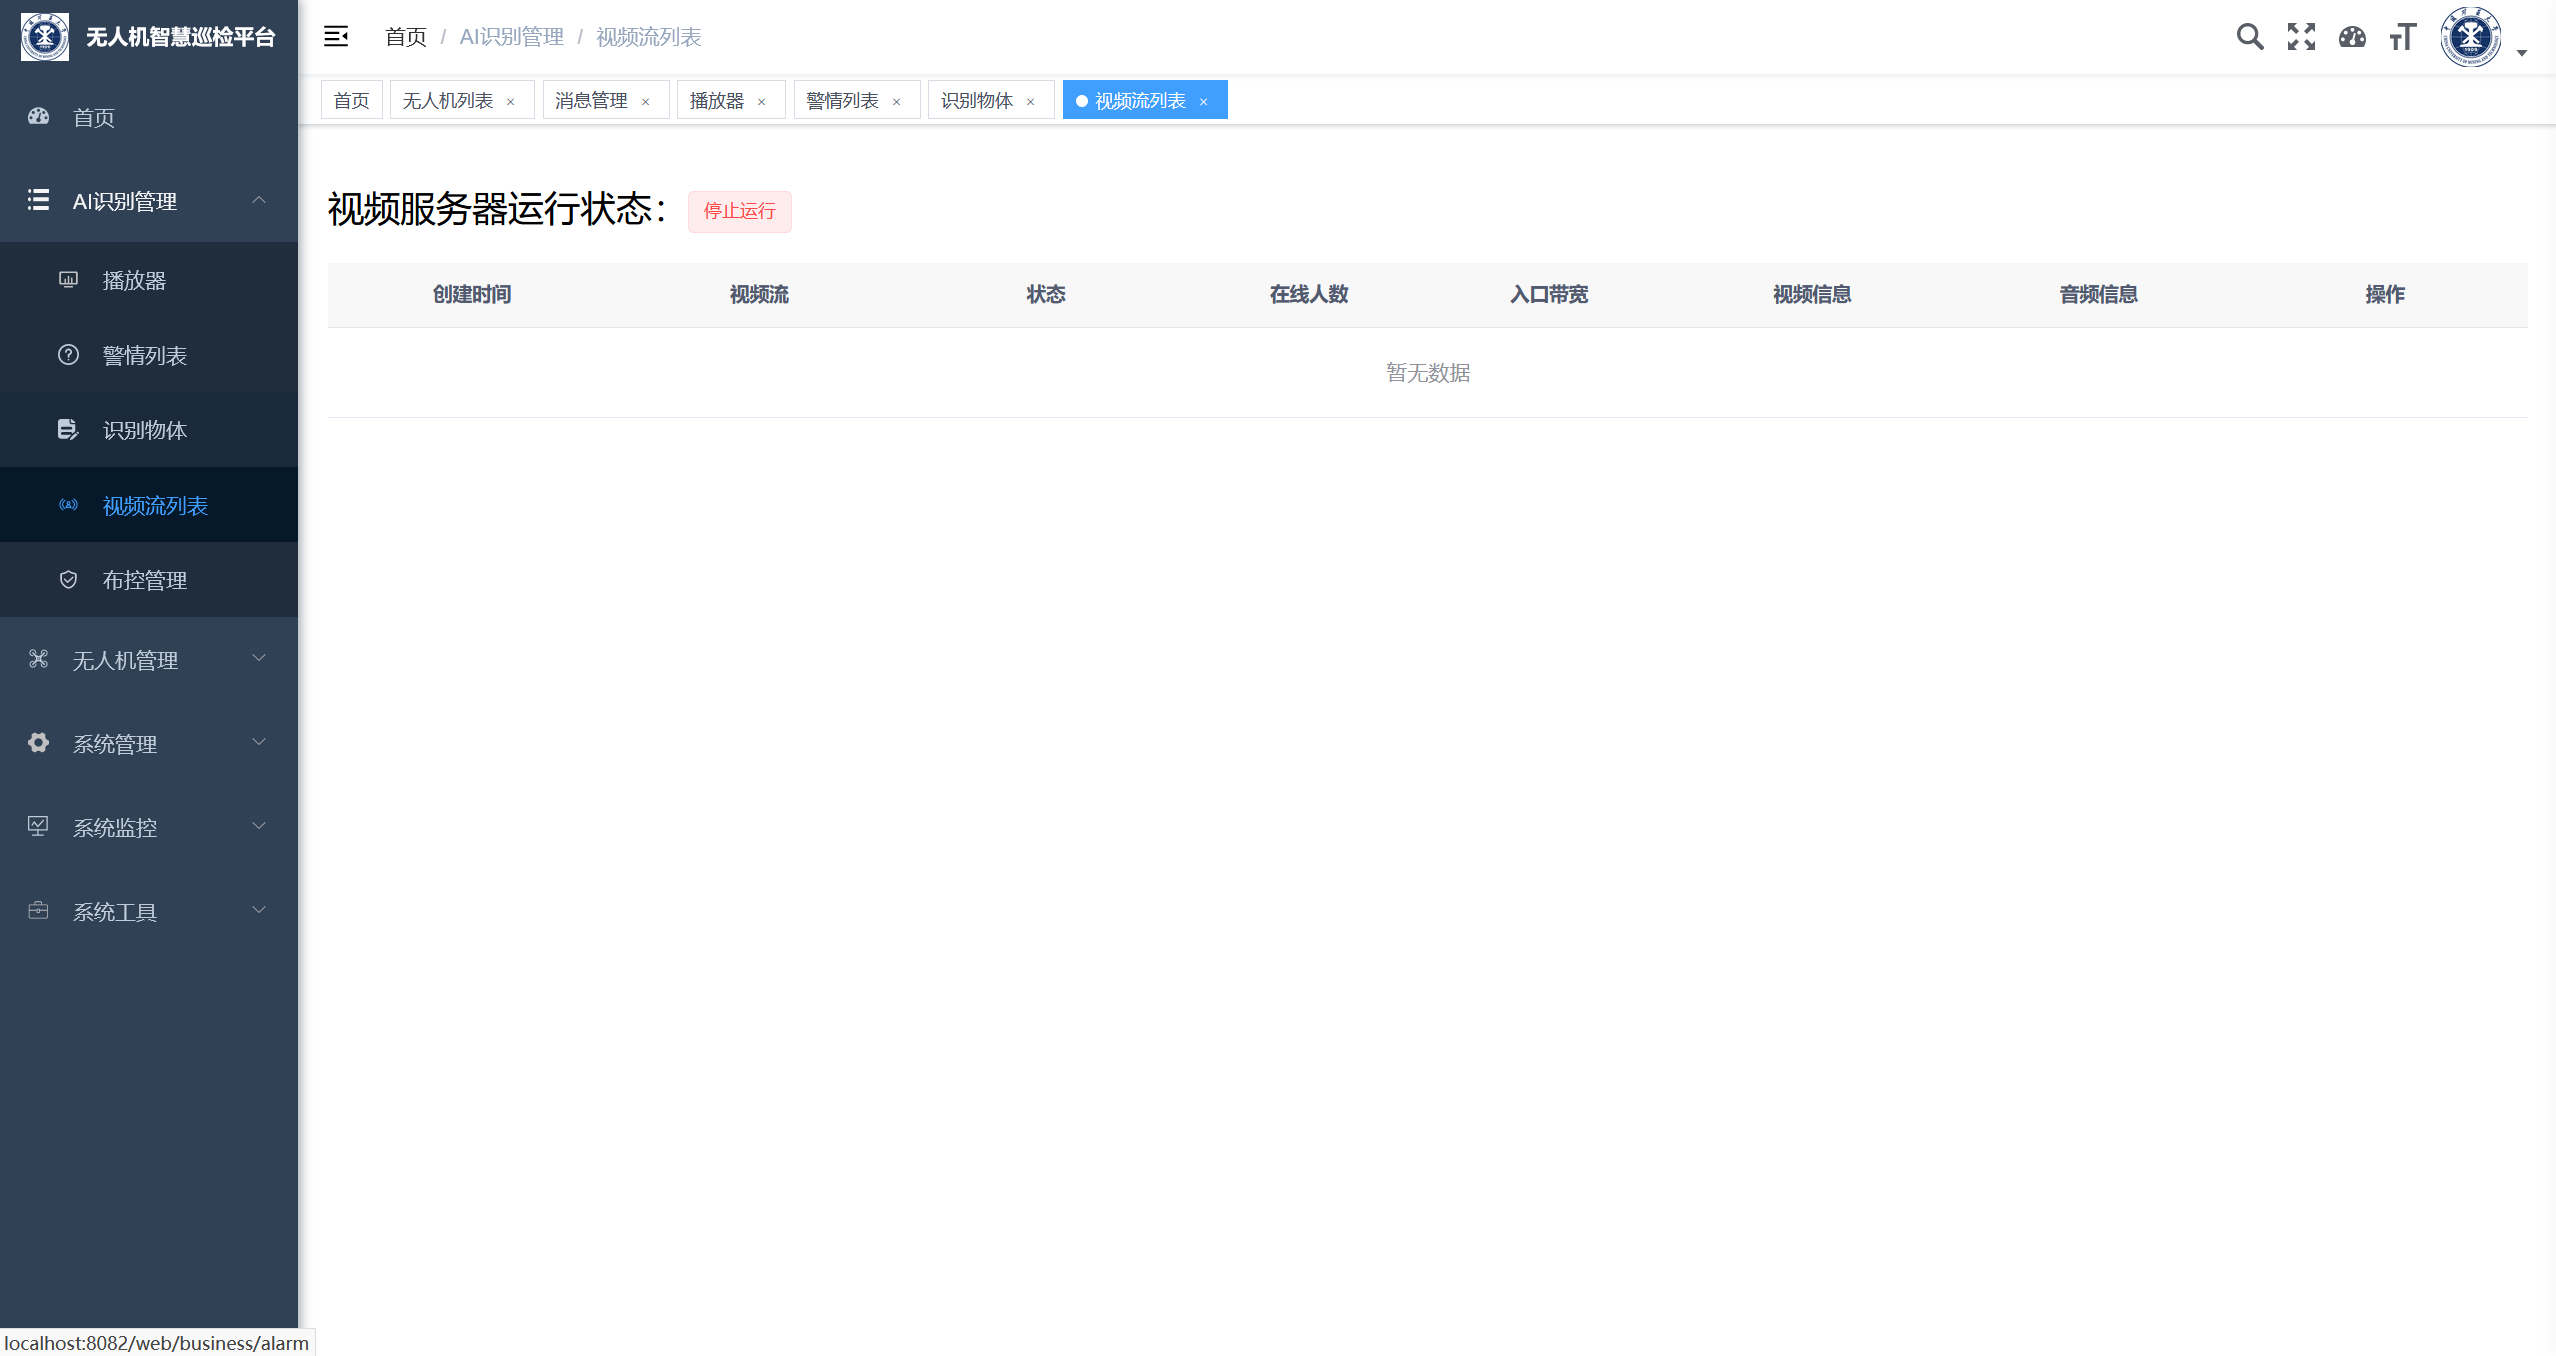 无人机智慧巡检平台
首页 / AI识别管理 / 视频流列表
首页
无人机列表 ×
消息管理 ×
播放器 ×
警情列表 ×
识别物体 ×
视频流列表 ×
首页
AI识别管理
播放器
警情列表
识别物体
视频流列表
布控管理
无人机管理
系统管理
系统监控
系统工具
视频服务器运行状态： 停止运行
创建时间 视频流 状态 在线人数 入口带宽 视频信息 音频信息 操作
暂无数据
localhost:8082/web/business/alarm